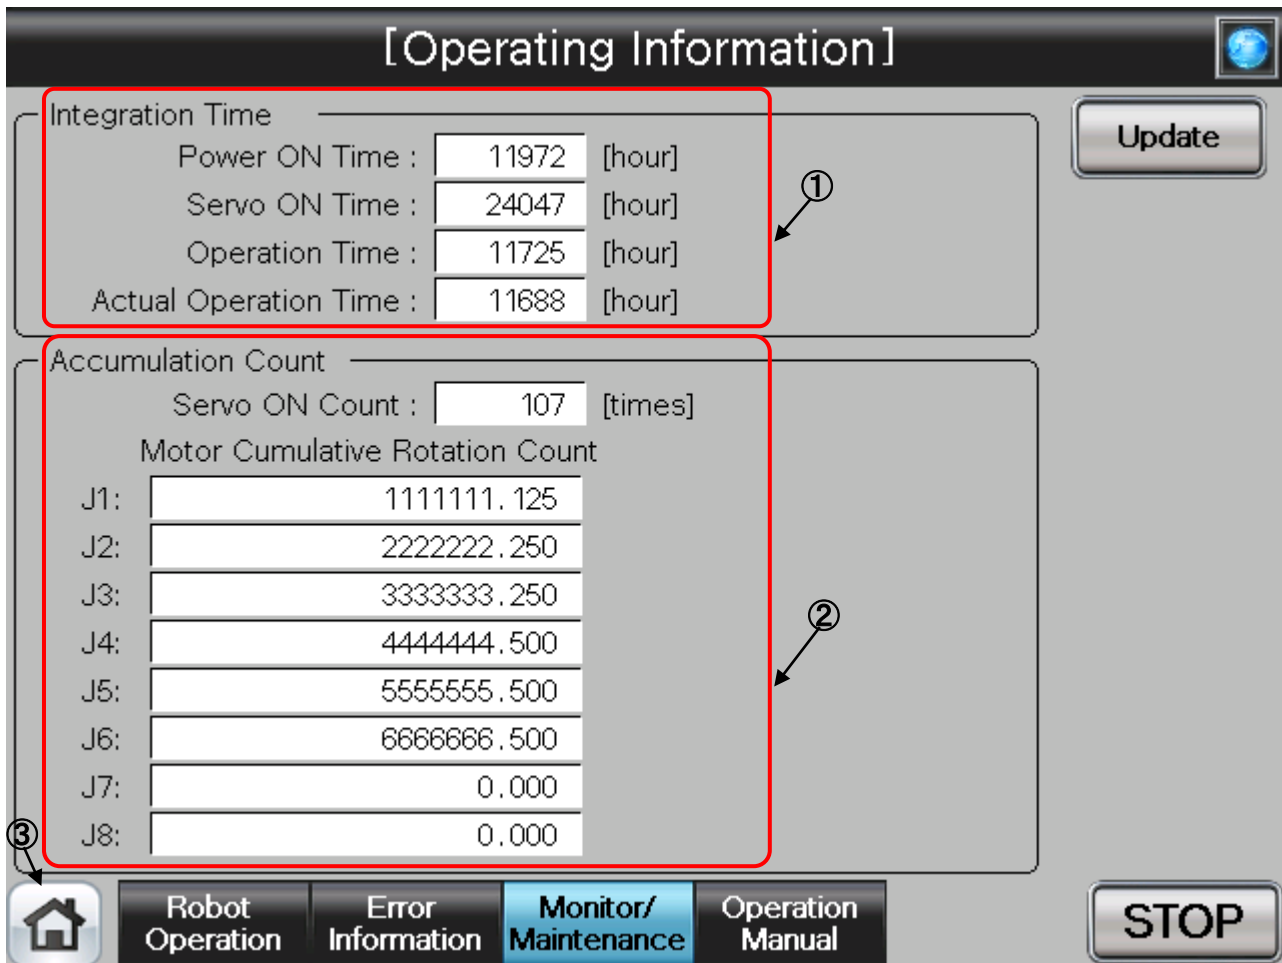 [Operating Information]
Update
Integration Time
Power ON Time : 11972 [hour]
Servo ON Time : 24047 [hour]
Operation Time : 11725 [hour]
Actual Operation Time : 11688 [hour]
①
Accumulation Count
Servo ON Count : 107 [times]
Motor Cumulative Rotation Count
J1: 1111111.125
J2: 2222222.250
J3: 3333333.250
J4: 4444444.500
J5: 5555555.500
J6: 6666666.500
J7: 0.000
J8: 0.000
②
③
Robot
Operation
Error
Information
Monitor/
Maintenance
Operation
Manual
STOP